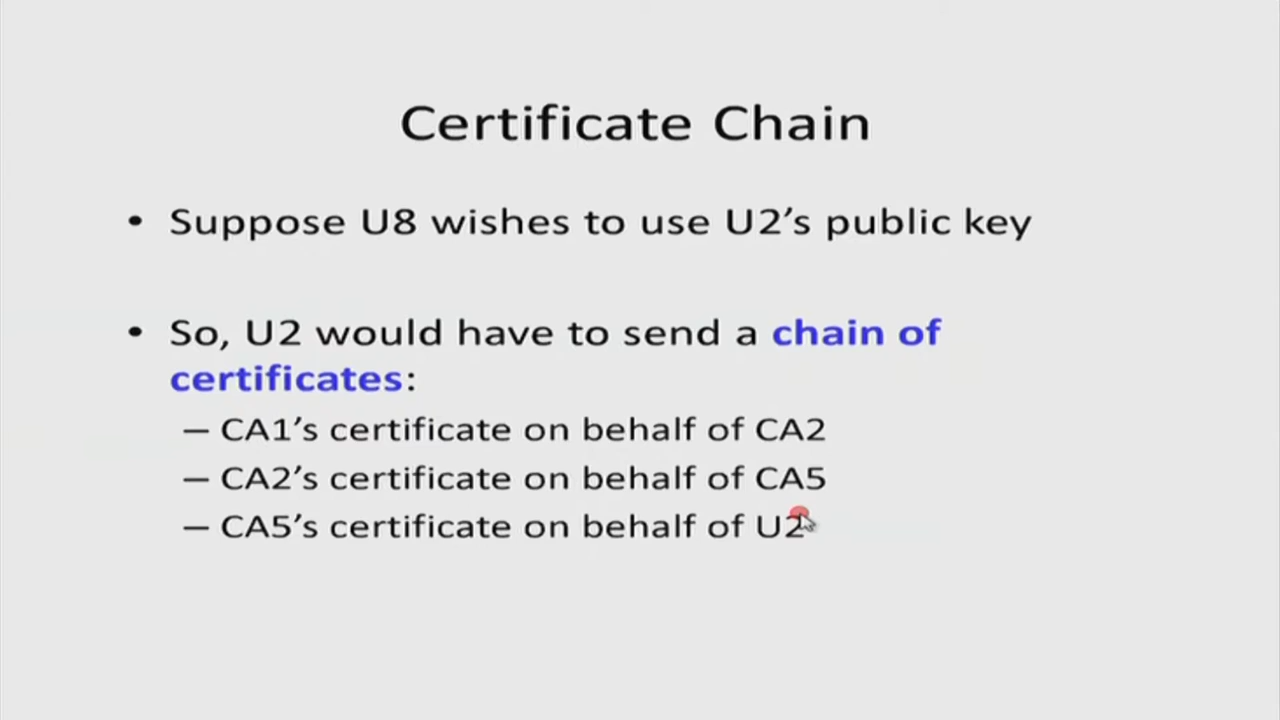 Certificate Chain
• Suppose U8 wishes to use U2’s public key
• So, U2 would have to send a chain of
certificates:
– CA1’s certificate on behalf of CA2
– CA2’s certificate on behalf of CA5
– CA5’s certificate on behalf of U2